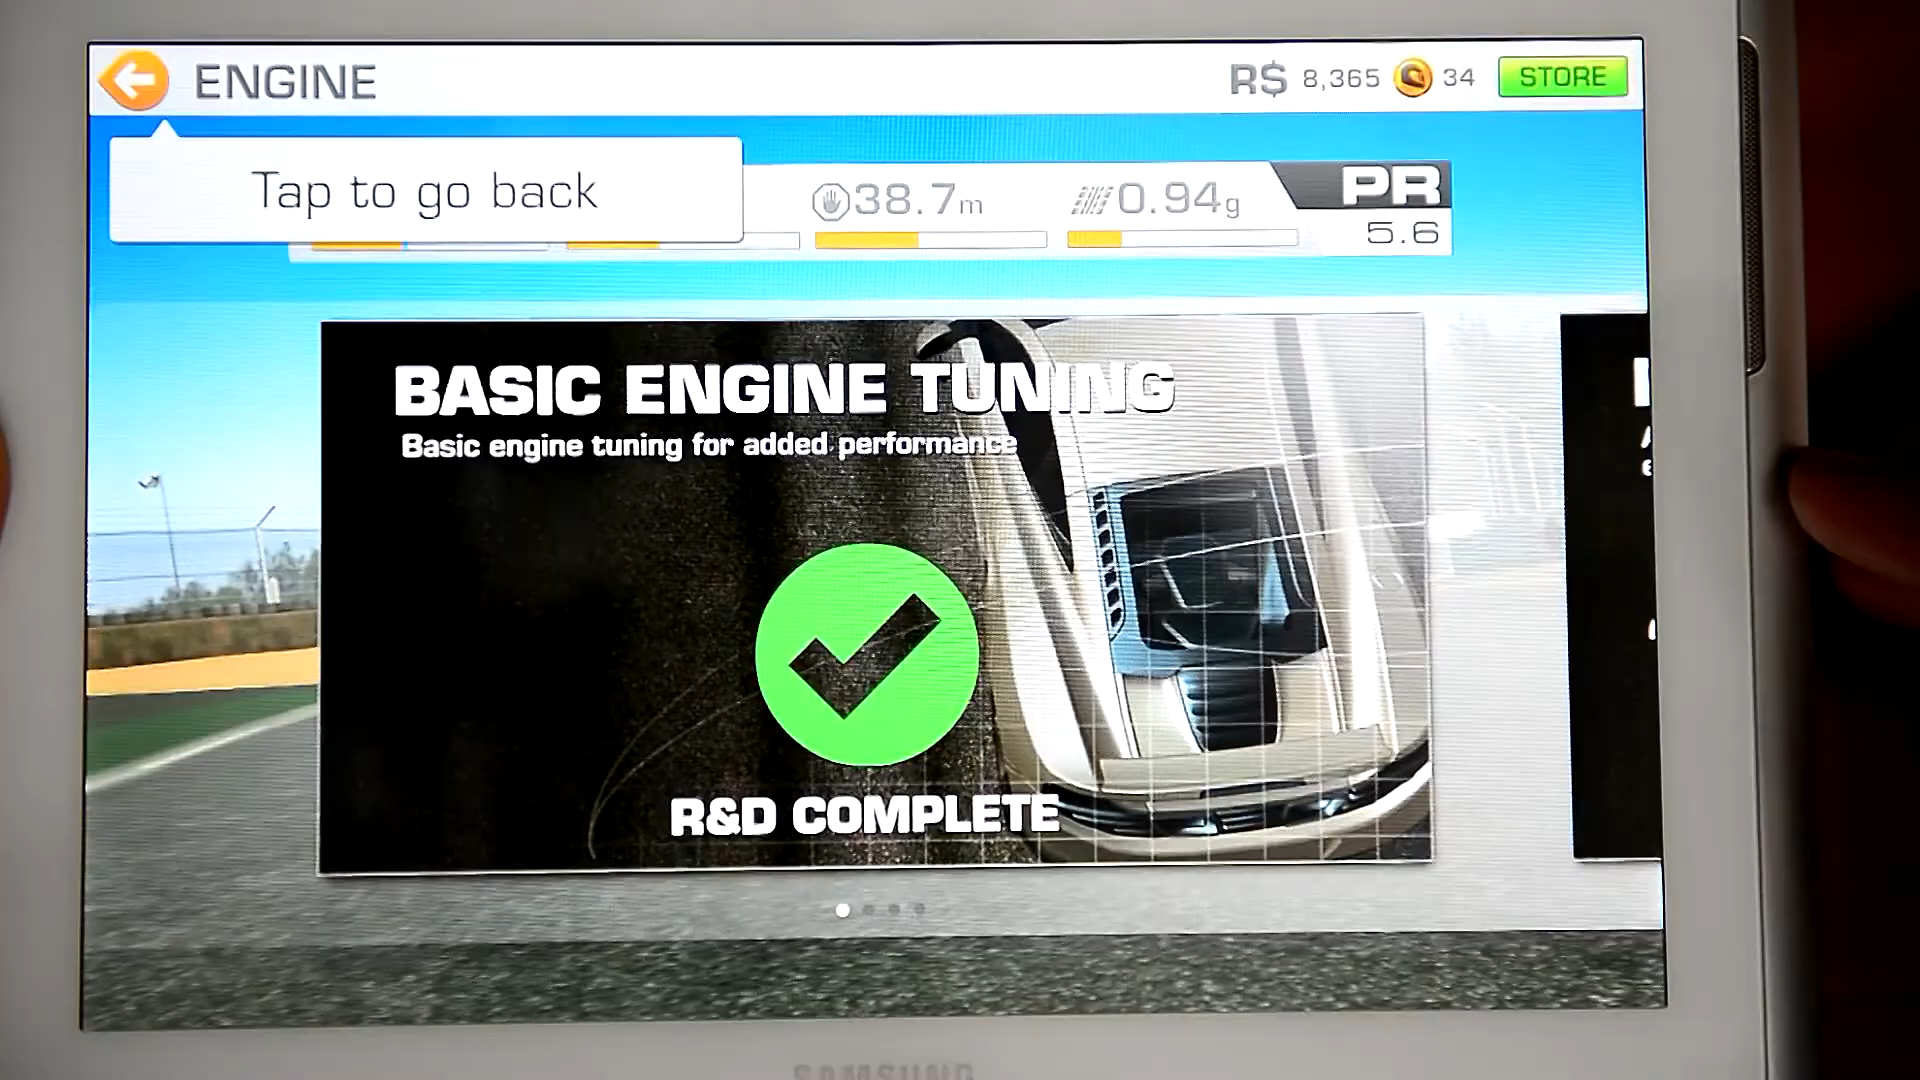 ENGINE
R$ 8,365 34 STORE
Tap to go back
38.7m 0.94g PR
5.6
BASIC ENGINE TUNING
Basic engine tuning for added performance
R&D COMPLETE
SAMSUNG